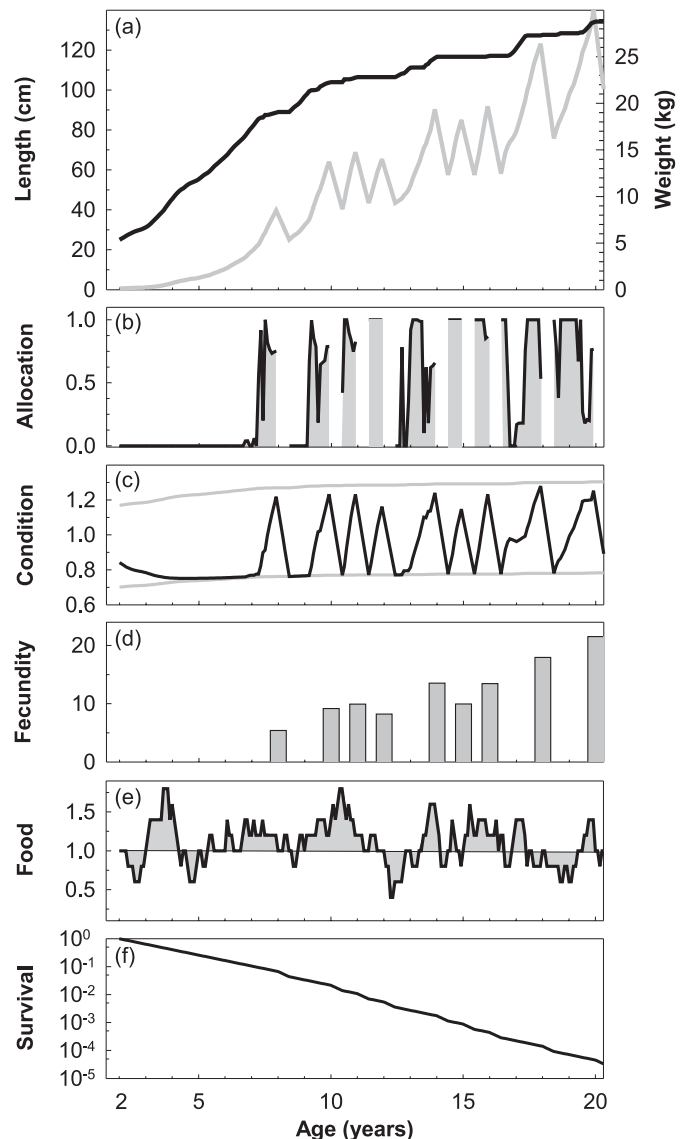 (a)
120
100
80
60
40
20
0
Length (cm)
25
20
15
10
5
0
Weight (kg)
(b)
1.0
0.5
0.0
Allocation
(c)
1.2
1.0
0.8
0.6
Condition
(d)
20
10
0
Fecundity
(e)
1.5
1.0
0.5
Food
(f)
10⁰
10⁻¹
10⁻²
10⁻³
10⁻⁴
10⁻⁵
Survival
2 5 10 15 20
Age (years)